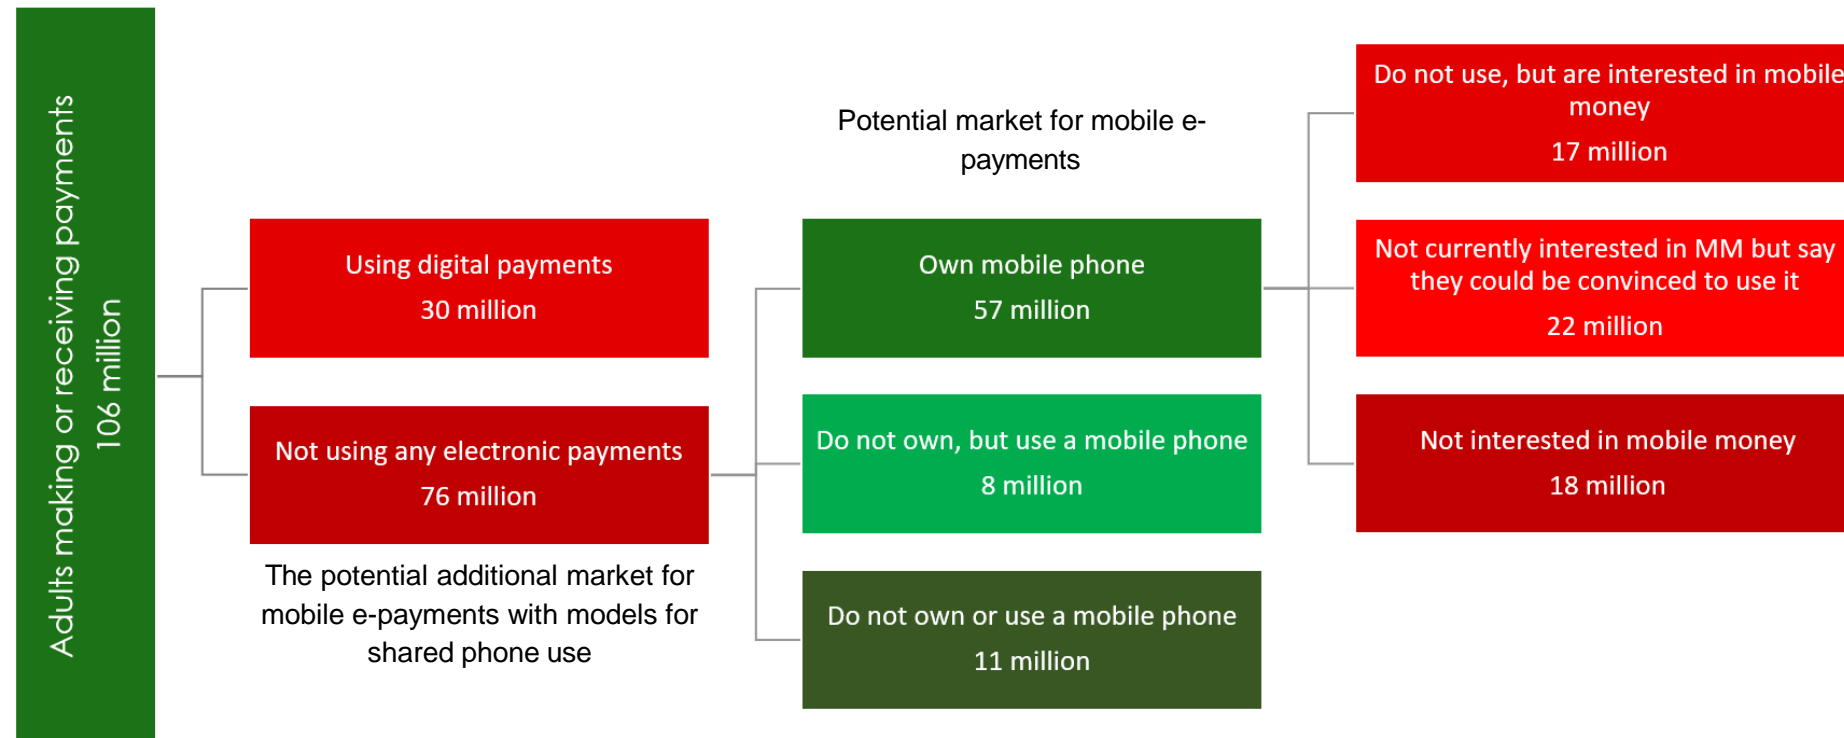 Adults making or receiving payments
106 million
Using digital payments
30 million
Not using any electronic payments
76 million
The potential additional market for
mobile e-payments with models for
shared phone use
Potential market for mobile e-
payments
Own mobile phone
57 million
Do not own, but use a mobile phone
8 million
Do not own or use a mobile phone
11 million
Do not use, but are interested in mobile
money
17 million
Not currently interested in MM but say
they could be convinced to use it
22 million
Not interested in mobile money
18 million